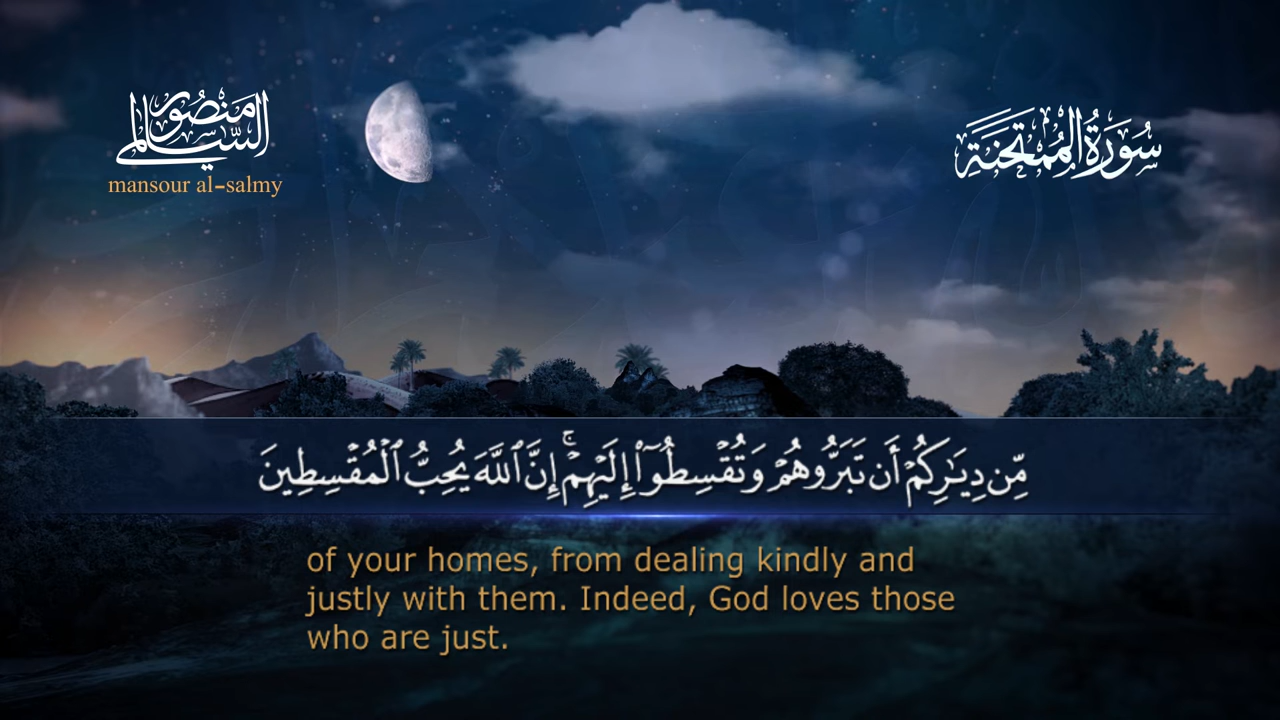 منصور السالمي
mansour al-salmy
سُورَةُ المُمْتَحَنَةِ
مِّن دِيَـٰرِكُمْ أَن تَبَرُّوهُمْ وَتُقْسِطُوٓا۟ إِلَيْهِمْ ۚ إِنَّ ٱللَّهَ يُحِبُّ ٱلْمُقْسِطِينَ
of your homes, from dealing kindly and
justly with them. Indeed, God loves those
who are just.